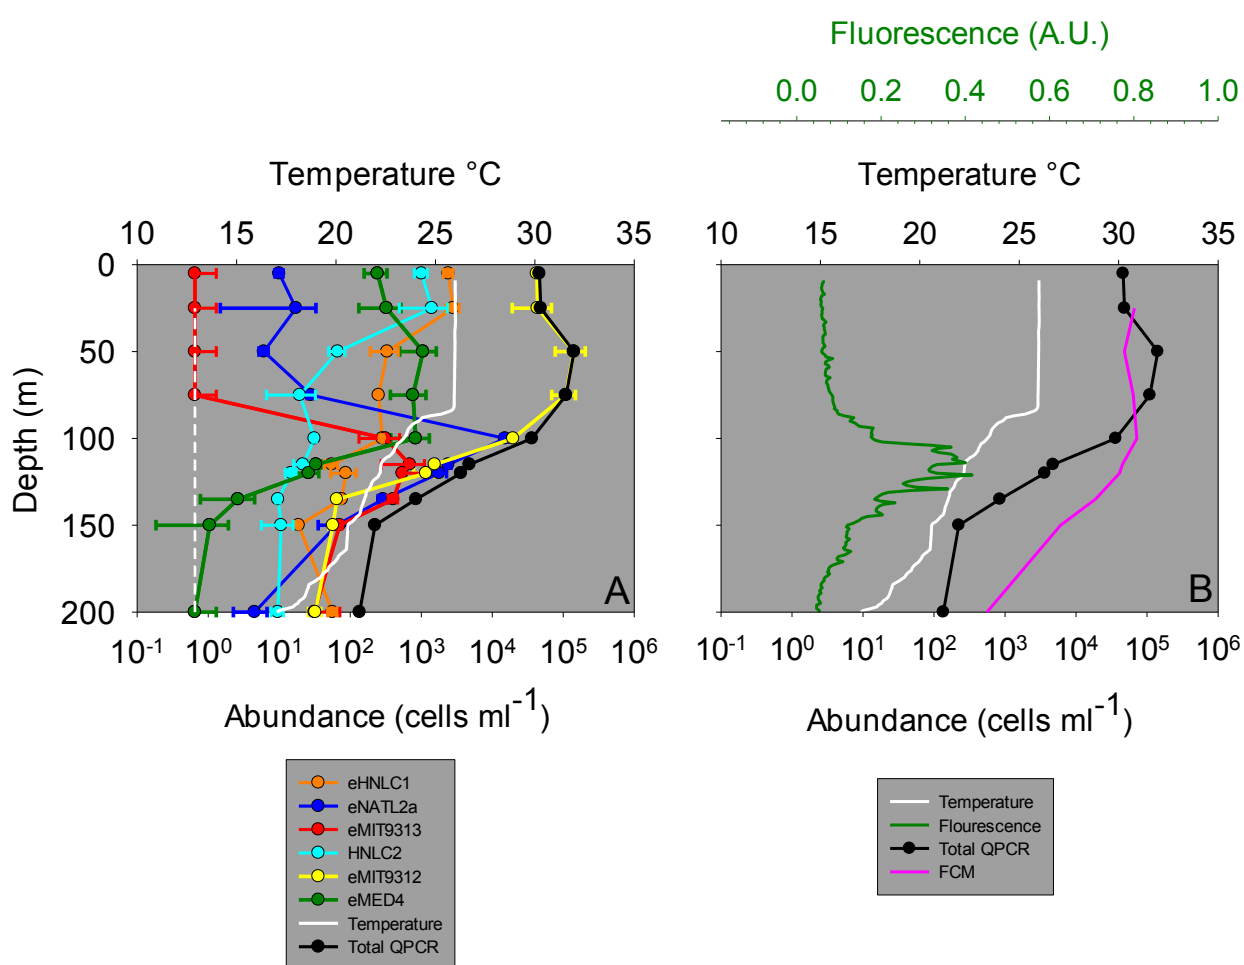 Fluorescence (A.U.)
0.0 0.2 0.4 0.6 0.8 1.0
Temperature °C
10 15 20 25 30 35
Temperature °C
10 15 20 25 30 35
Depth (m)
0
50
100
150
200
A
B
10-1 100 101 102 103 104 105 106
Abundance (cells ml-1)
10-1 100 101 102 103 104 105 106
Abundance (cells ml-1)
eHNLC1
eNATL2a
eMIT9313
HNLC2
eMIT9312
eMED4
Temperature
Total QPCR
Temperature
Flourescence
Total QPCR
FCM